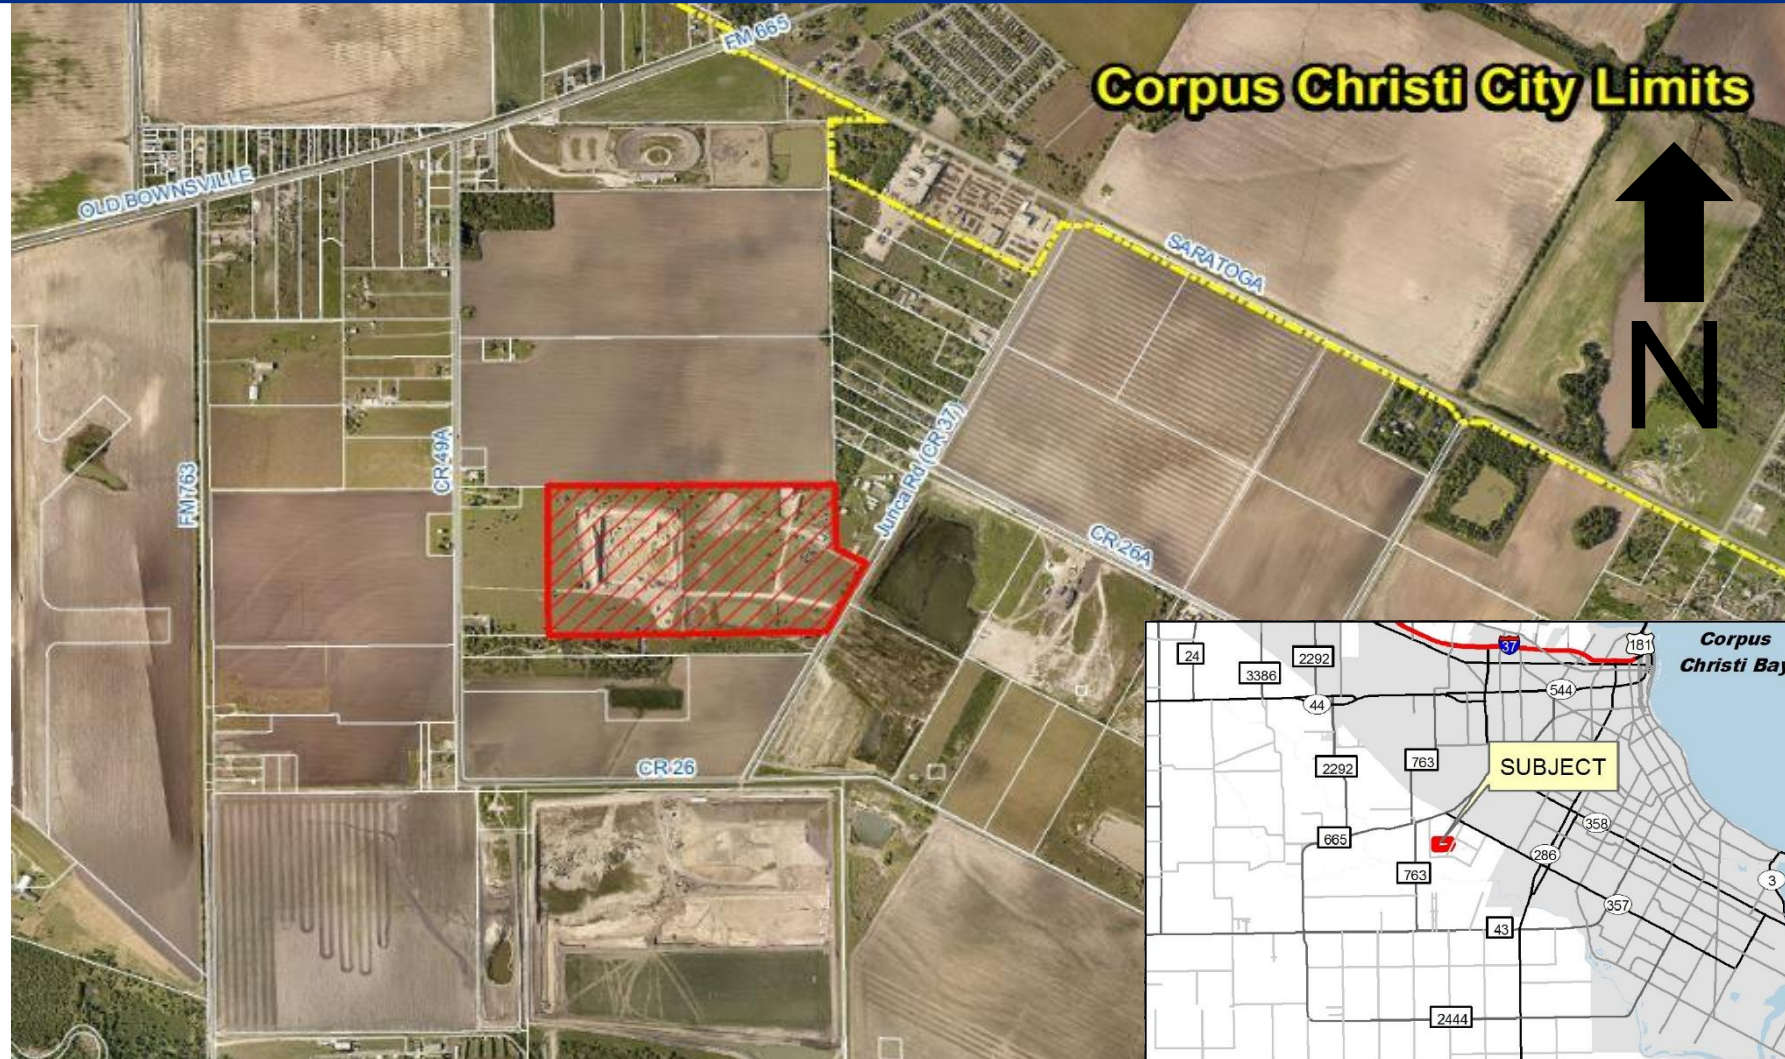 FM 665
Corpus Christi City Limits
OLD BOWNSVILLE
SARATOGA
N
CR 49A
FM 763
Junca Rd (CR 37)
CR 26A
CR 26
Corpus
Christi Bay
37
181
24
2292
3386
544
44
2292
763
SUBJECT
358
665
286
763
3
357
43
2444